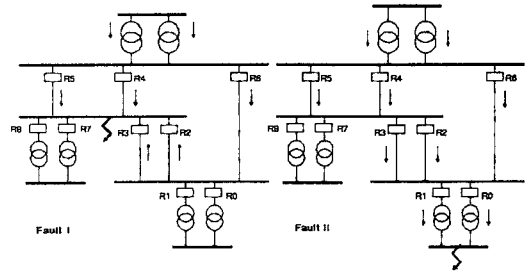 R5 R4 R6 R5 R4 R6
R8 R7 R3 R2 R8 R7 R3 R2
R1 R0 R1 R0
Fault I Fault II